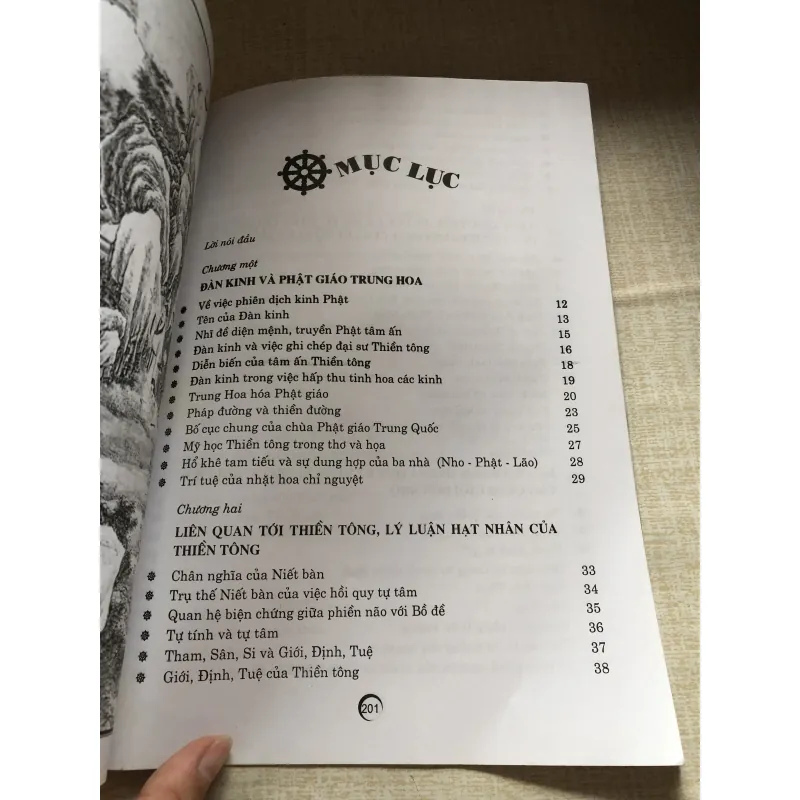 MỤC LỤC
Lời nói đầu
Chương một
ĐÀN KINH VÀ PHẬT GIÁO TRUNG HOA
Về việc phiên dịch kinh Phật 12
Tên của Đàn kinh 13
Nhĩ đề diện mệnh, truyền Phật tâm ấn 15
Đàn kinh và việc ghi chép đại sư Thiền tông 16
Diễn biến của tâm ấn Thiền tông 18
Đàn kinh trong việc hấp thu tinh hoa các kinh 19
Trung Hoa hóa Phật giáo 20
Pháp đường và thiền đường 23
Bố cục chung của chùa Phật giáo Trung Quốc 25
Mỹ học Thiền tông trong thơ và họa 27
Hổ khê tam tiếu và sự dung hợp của ba nhà (Nho - Phật - Lão) 28
Trí tuệ của nhặt hoa chỉ nguyệt 29
Chương hai
LIÊN QUAN TỚI THIỀN TÔNG, LÝ LUẬN HẠT NHÂN CỦA
THIỀN TÔNG
Chân nghĩa của Niết bàn 33
Trụ thế Niết bàn của việc hồi quy tự tâm 34
Quan hệ biện chứng giữa phiền não với Bồ đề 35
Tự tính và tự tâm 36
Tham, Sân, Si và Giới, Định, Tuệ 37
Giới, Định, Tuệ của Thiền tông 38
201